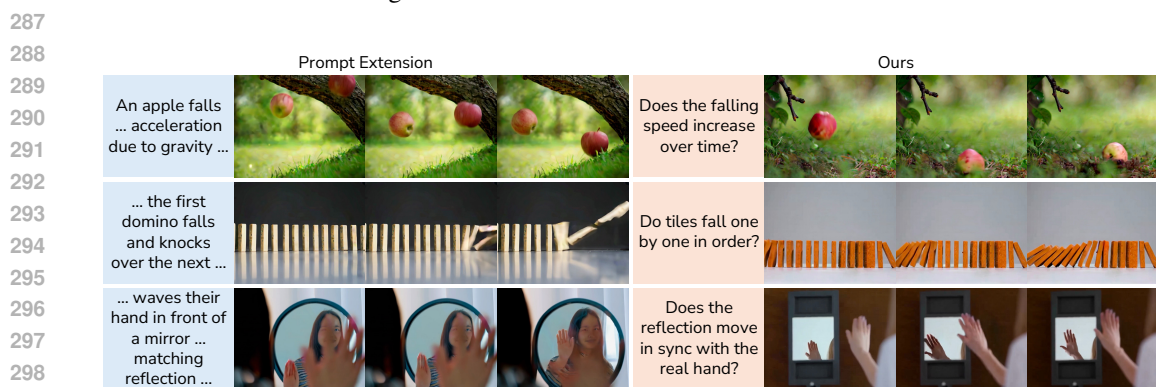 287
288
289
290
291
292
293
294
295
296
297
298
Prompt Extension
Ours
An apple falls
... acceleration
due to gravity ...
Does the falling
speed increase
over time?
... the first
domino falls
and knocks
over the next ...
Do tiles fall one
by one in order?
... waves their
hand in front of
a mirror ...
matching
reflection ...
Does the
reflection move
in sync with the
real hand?